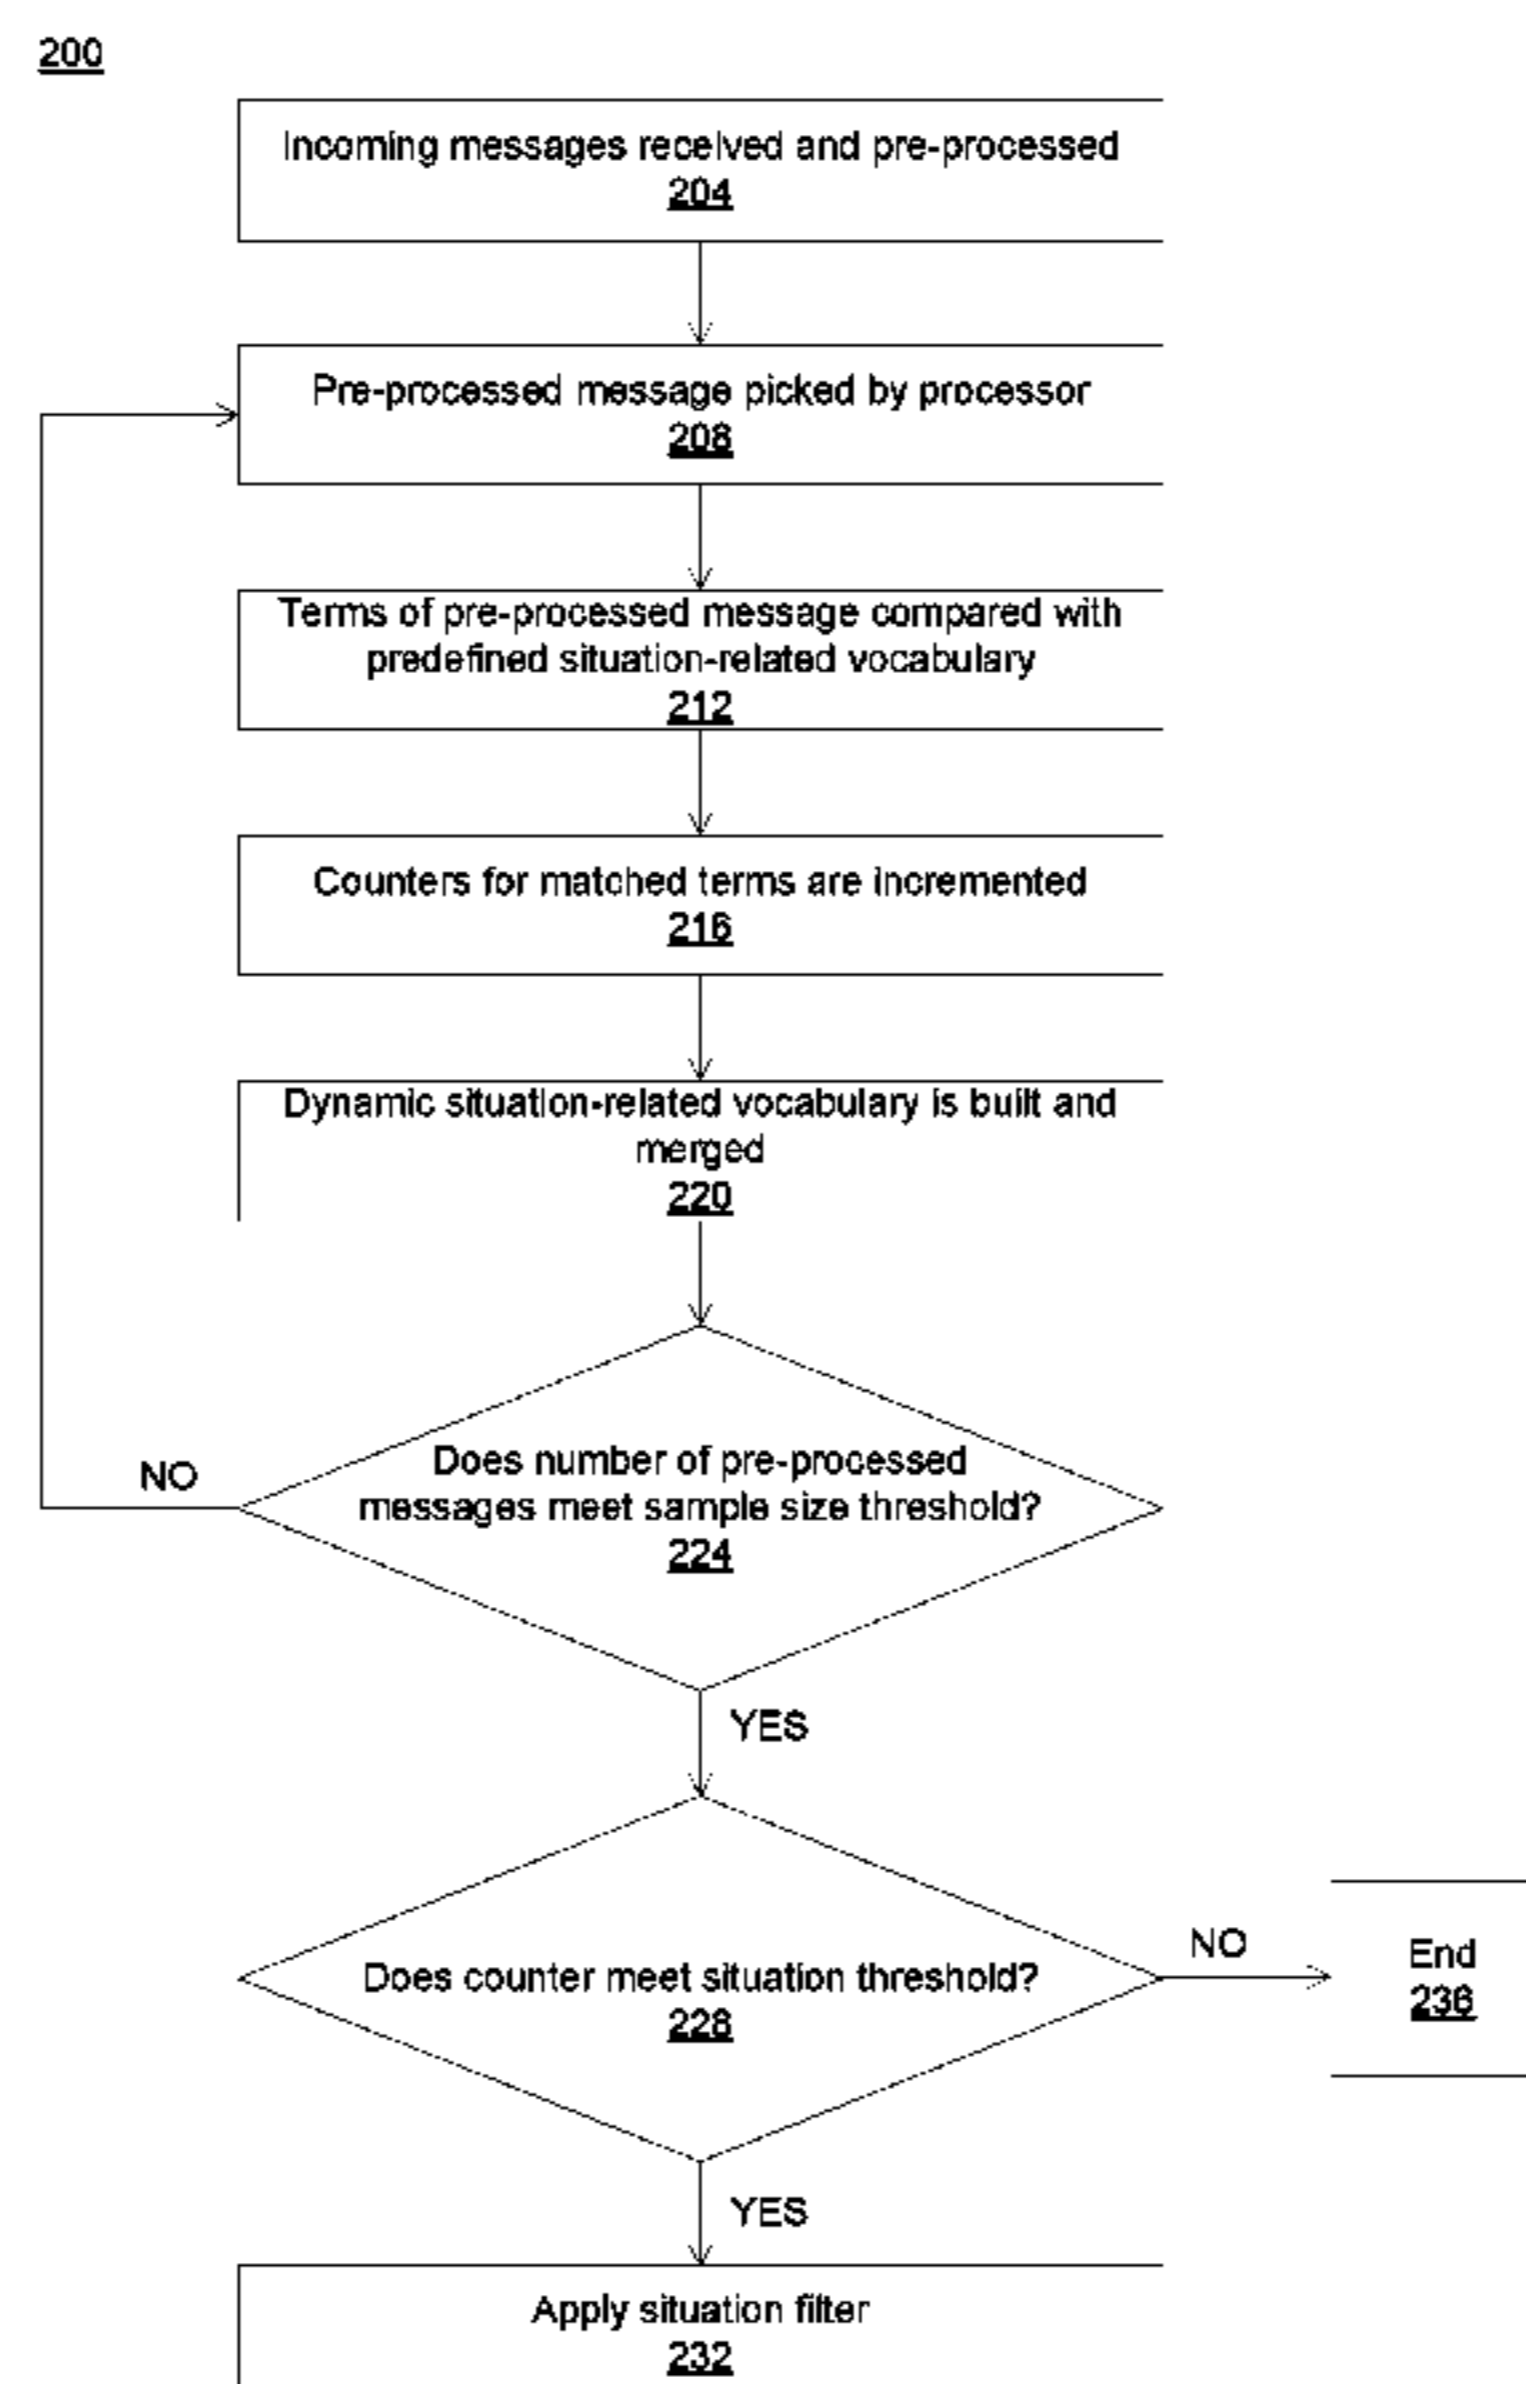 200
Incoming messages received and pre-processed
204
Pre-processed message picked by processor
208
Terms of pre-processed message compared with
predefined situation-related vocabulary
212
Counters for matched terms are incremented
216
Dynamic situation-related vocabulary is built and
merged
220
Does number of pre-processed
messages meet sample size threshold?
224
NO
YES
Does counter meet situation threshold?
228
NO
End
236
YES
Apply situation filter
232